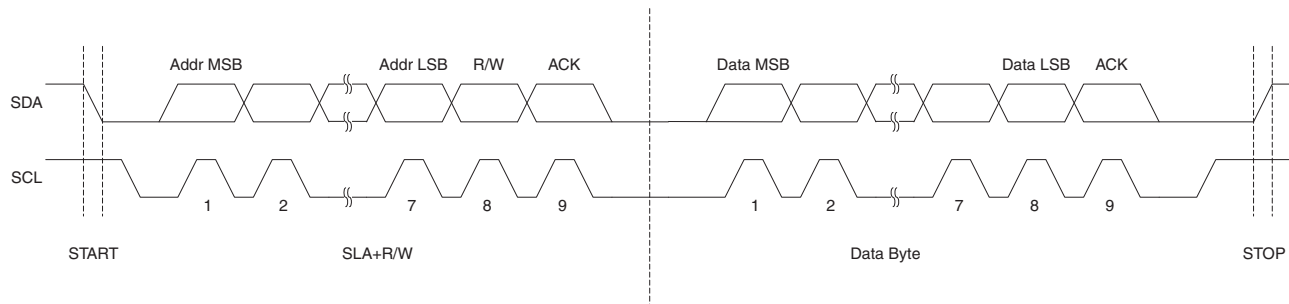 Addr MSB Addr LSB R/W ACK Data MSB Data LSB ACK
SDA
SCL
1 2 7 8 9 1 2 7 8 9
START SLA+R/W Data Byte STOP